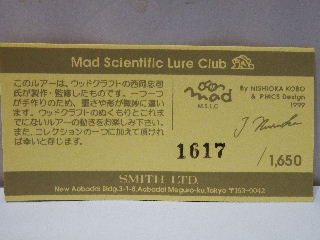 Mad Scientific Lure Club
このルアーは、ウッドクラフトの西岡忠司
氏が製作・監修したものです。一つ一つ
が手作りのため、重さや形が微妙に違い
ます。ウッドクラフトのぬくもりとこれま
でにないルアーの動きをお楽しみ下さい。
また、コレクションの一つに加えて頂けれ
ば幸いと存じます。
mad
M.S.L.C
By NISHIOKA KOBO
& PMCS Design
1999
1617 /1,650
SMITH LTD.
New Aobadai Bldg.3-1-8,Aobadai Meguro-ku,Tokyo 〒153-0042